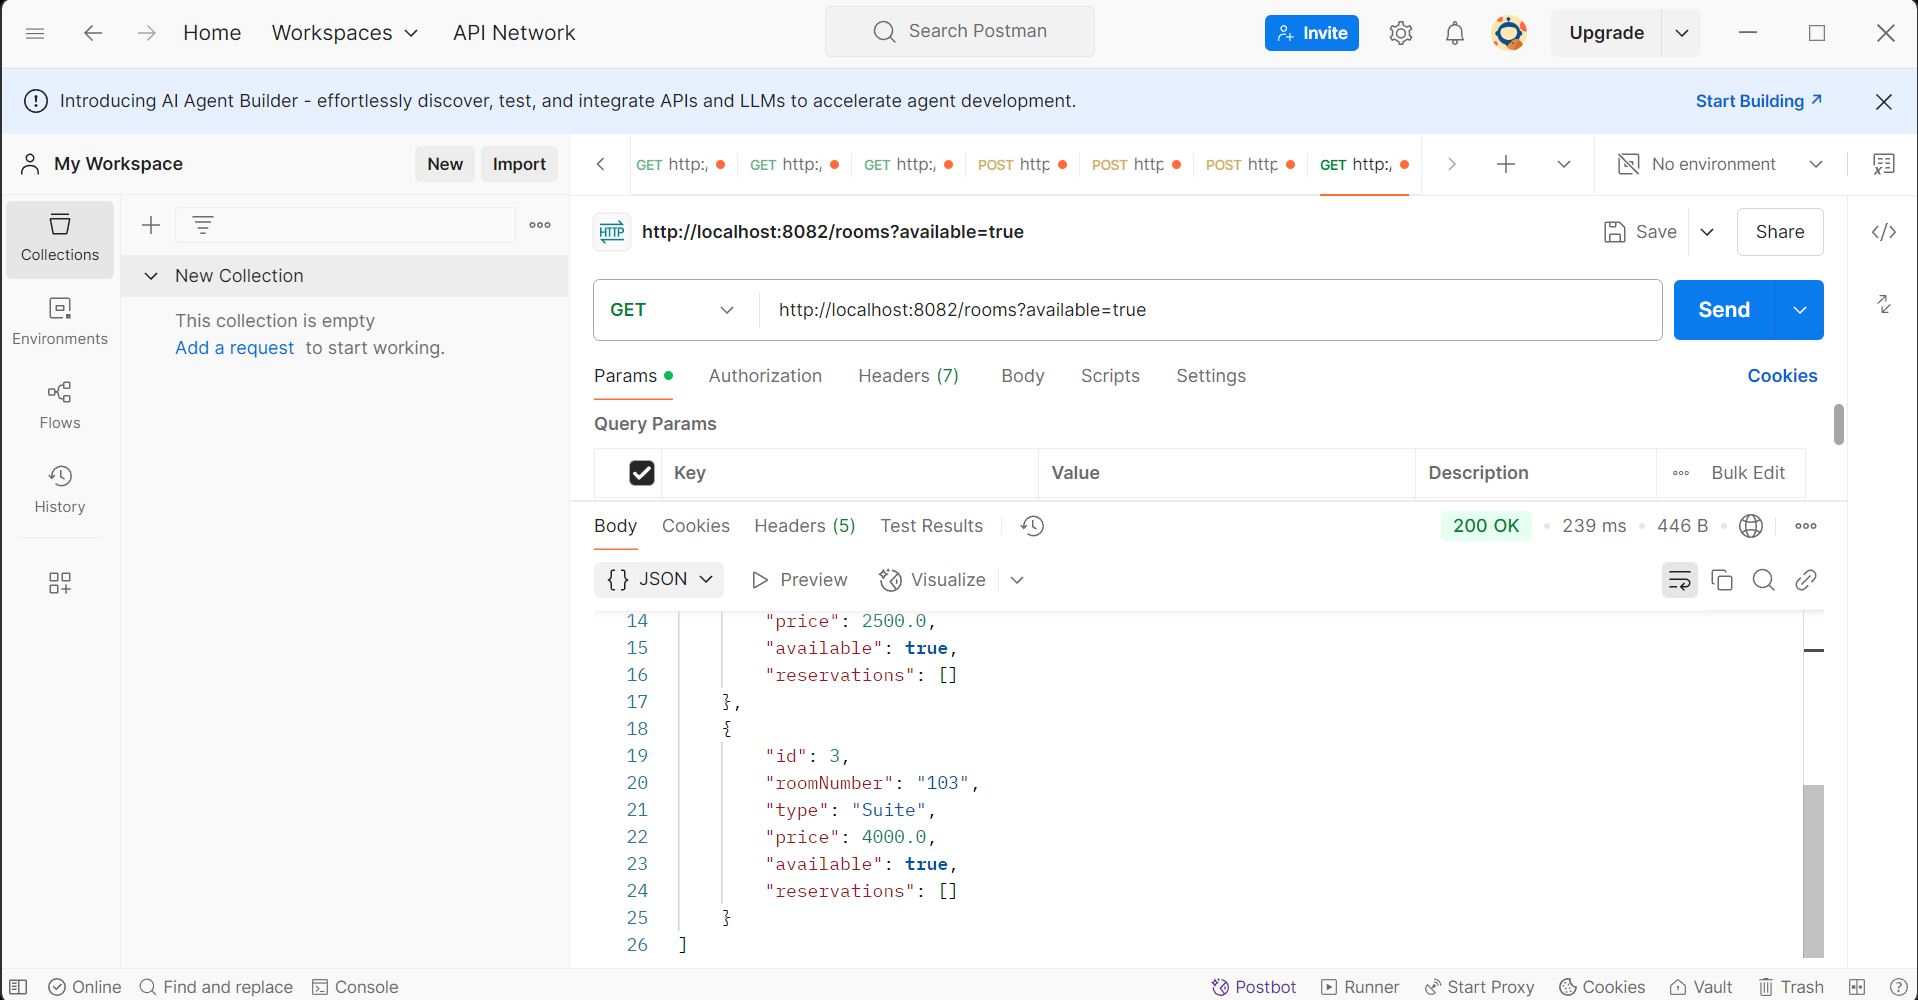 Home Workspaces API Network Search Postman Invite Upgrade
Introducing AI Agent Builder - effortlessly discover, test, and integrate APIs and LLMs to accelerate agent development. Start Building
My Workspace New Import
GET http:/ GET http:/ GET http:/ POST http POST http POST http GET http:/ No environment
Collections
Environments
Flows
History
New Collection
This collection is empty
Add a request to start working.
HTTP http://localhost:8082/rooms?available=true Save Share
GET http://localhost:8082/rooms?available=true Send
Params Authorization Headers (7) Body Scripts Settings Cookies
Query Params
Key Value Description Bulk Edit
Body Cookies Headers (5) Test Results 200 OK 239 ms 446 B
{} JSON Preview Visualize
14 "price": 2500.0,
15 "available": true,
16 "reservations": []
17 },
18 {
19 "id": 3,
20 "roomNumber": "103",
21 "type": "Suite",
22 "price": 4000.0,
23 "available": true,
24 "reservations": []
25 }
26 ]
Online Find and replace Console Postbot Runner Start Proxy Cookies Vault Trash